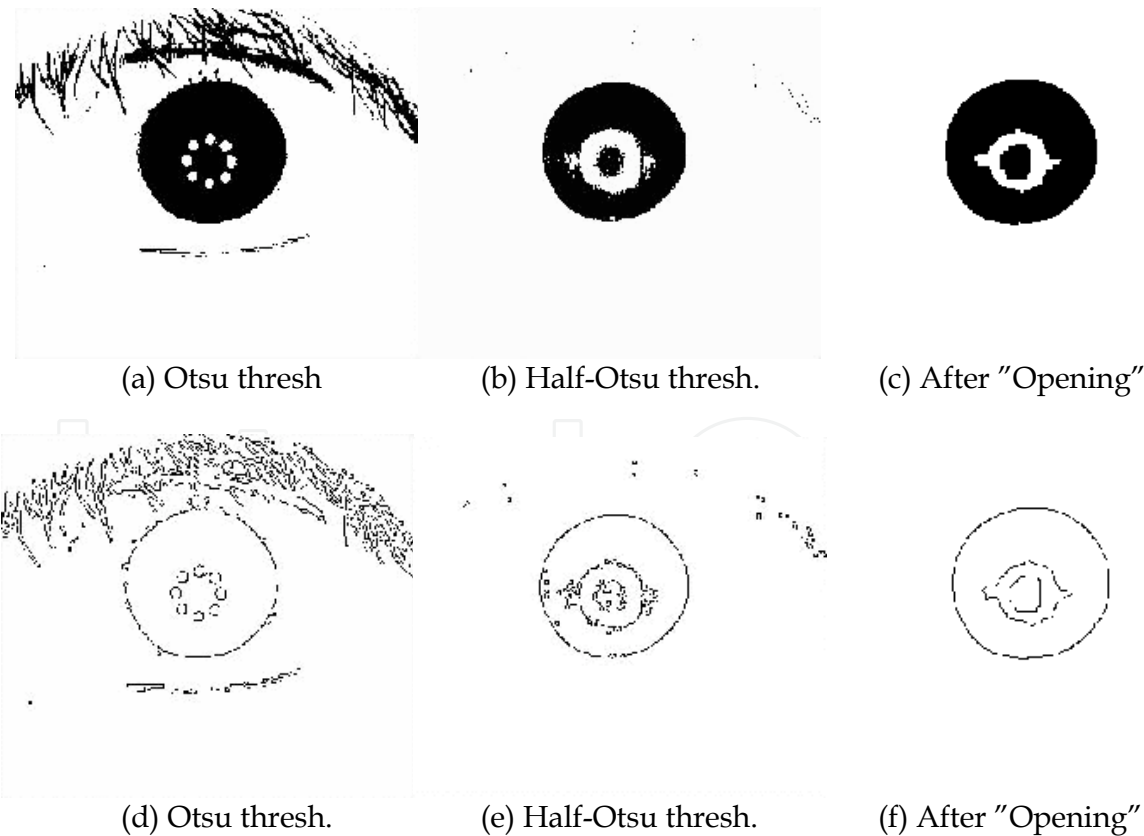 (a) Otsu thresh
(b) Half-Otsu thresh.
(c) After ”Opening”
(d) Otsu thresh.
(e) Half-Otsu thresh.
(f) After ”Opening”